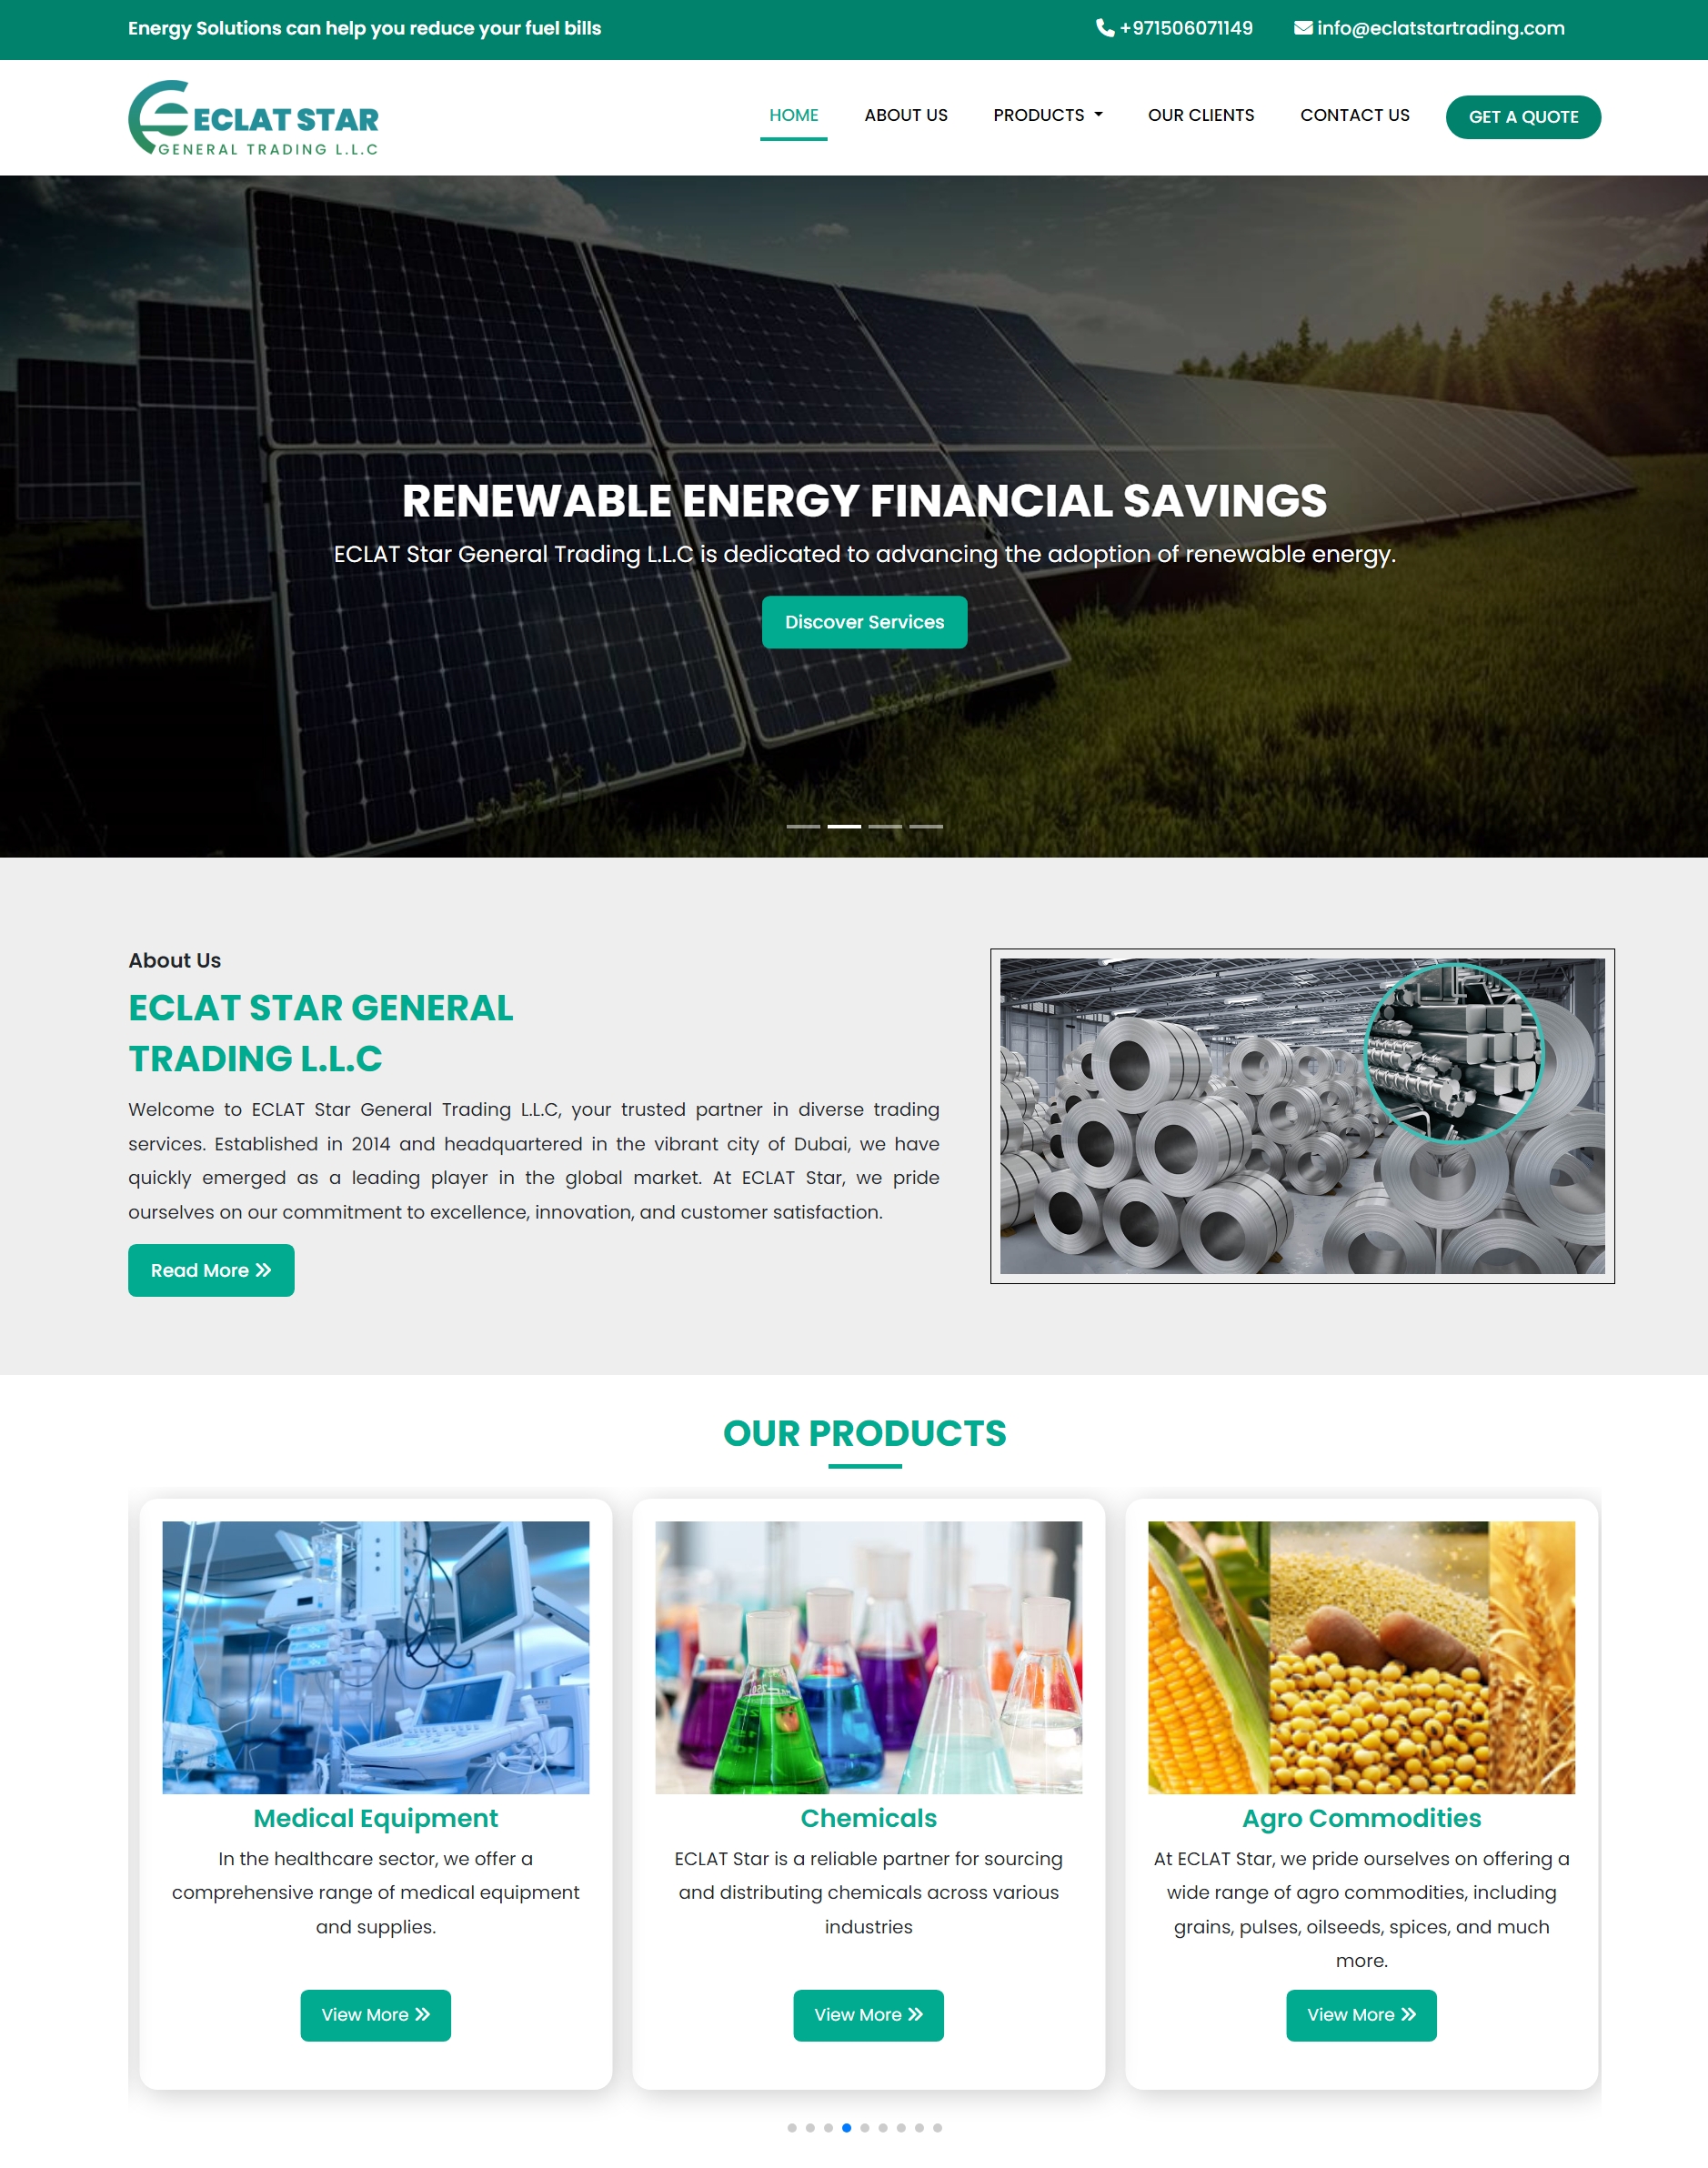 Energy Solutions can help you reduce your fuel bills
+971506071149
info@eclatstartrading.com
ECLAT STAR
GENERAL TRADING L.L.C
HOME
ABOUT US
PRODUCTS
OUR CLIENTS
CONTACT US
GET A QUOTE
RENEWABLE ENERGY FINANCIAL SAVINGS
ECLAT Star General Trading L.L.C is dedicated to advancing the adoption of renewable energy.
Discover Services
About Us
ECLAT STAR GENERAL
TRADING L.L.C
Welcome to ECLAT Star General Trading L.L.C, your trusted partner in diverse trading
services. Established in 2014 and headquartered in the vibrant city of Dubai, we have
quickly emerged as a leading player in the global market. At ECLAT Star, we pride
ourselves on our commitment to excellence, innovation, and customer satisfaction.
Read More
OUR PRODUCTS
Medical Equipment
In the healthcare sector, we offer a
comprehensive range of medical equipment
and supplies.
View More
Chemicals
ECLAT Star is a reliable partner for sourcing
and distributing chemicals across various
industries
View More
Agro Commodities
At ECLAT Star, we pride ourselves on offering a
wide range of agro commodities, including
grains, pulses, oilseeds, spices, and much
more.
View More